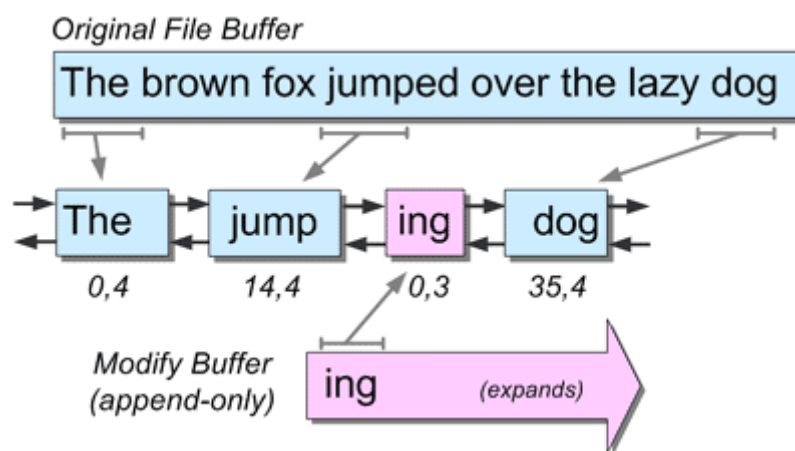 Original File Buffer
The brown fox jumped over the lazy dog
The jump ing dog
0,4 14,4 0,3 35,4
Modify Buffer
(append-only)
ing (expands)